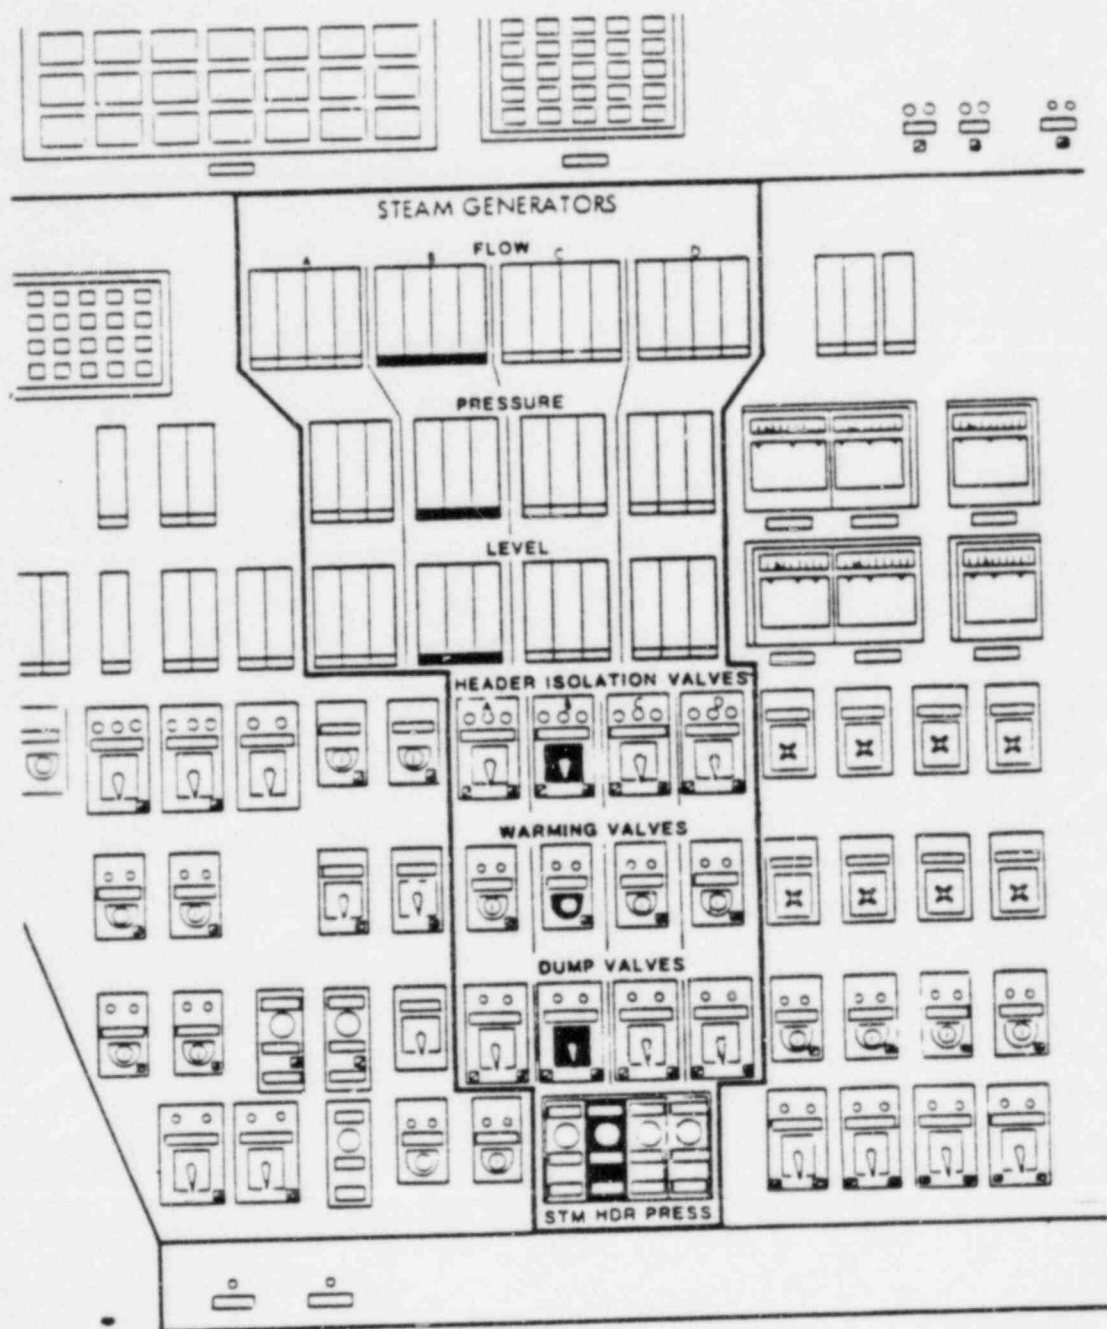 STEAM GENERATORS
FLOW
A B C D
PRESSURE
LEVEL
HEADER ISOLATION VALVES
A B C D
WARMING VALVES
DUMP VALVES
STM HDR PRESS